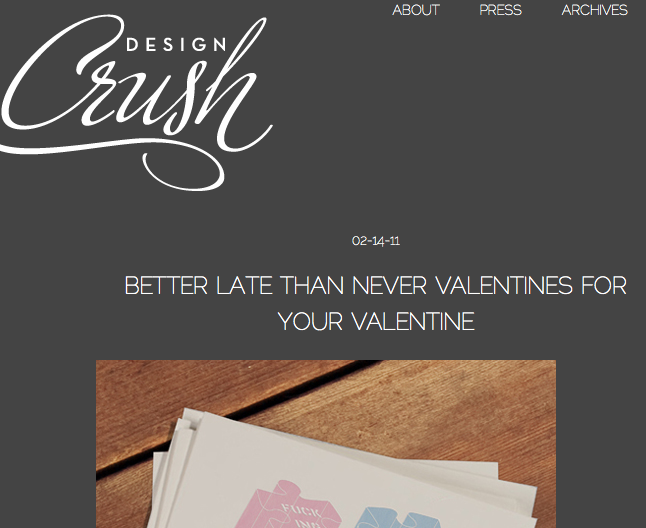 ABOUT PRESS ARCHIVES
DESIGN
Crush
02-14-11
BETTER LATE THAN NEVER VALENTINES FOR
YOUR VALENTINE
FUCK
ING